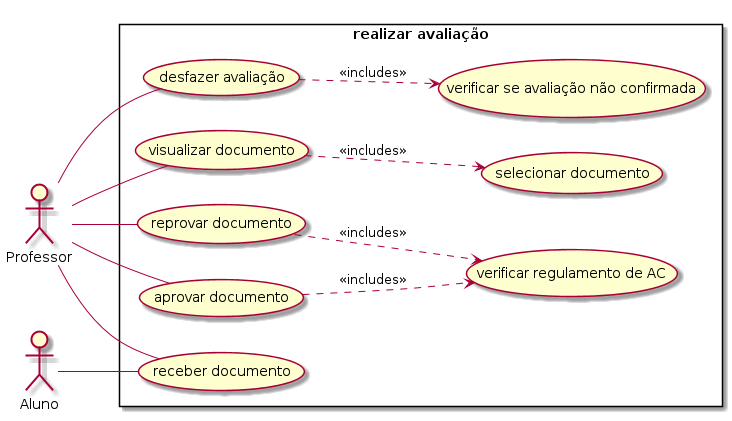 realizar avaliação
desfazer avaliação
«includes»
verificar se avaliação não confirmada
visualizar documento
«includes»
selecionar documento
reprovar documento
«includes»
verificar regulamento de AC
aprovar documento
«includes»
receber documento
Professor
Aluno